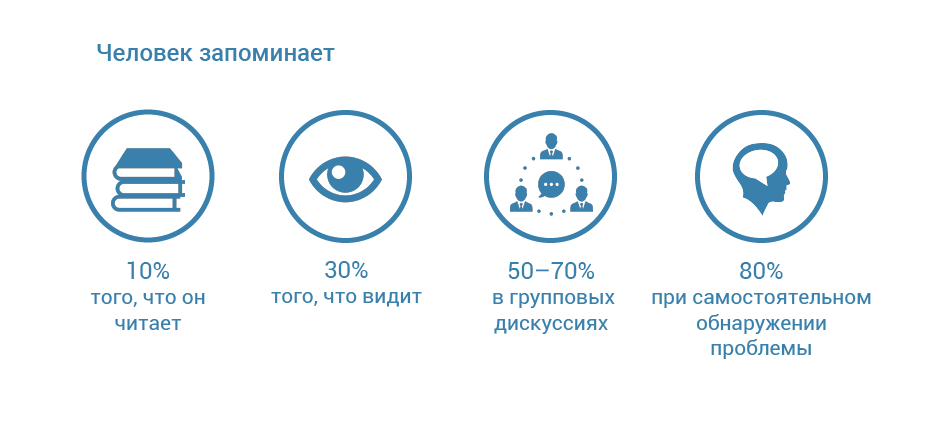 Человек запоминает
10%
того, что он
читает
30%
того, что видит
50–70%
в групповых
дискуссиях
80%
при самостоятельном
обнаружении
проблемы